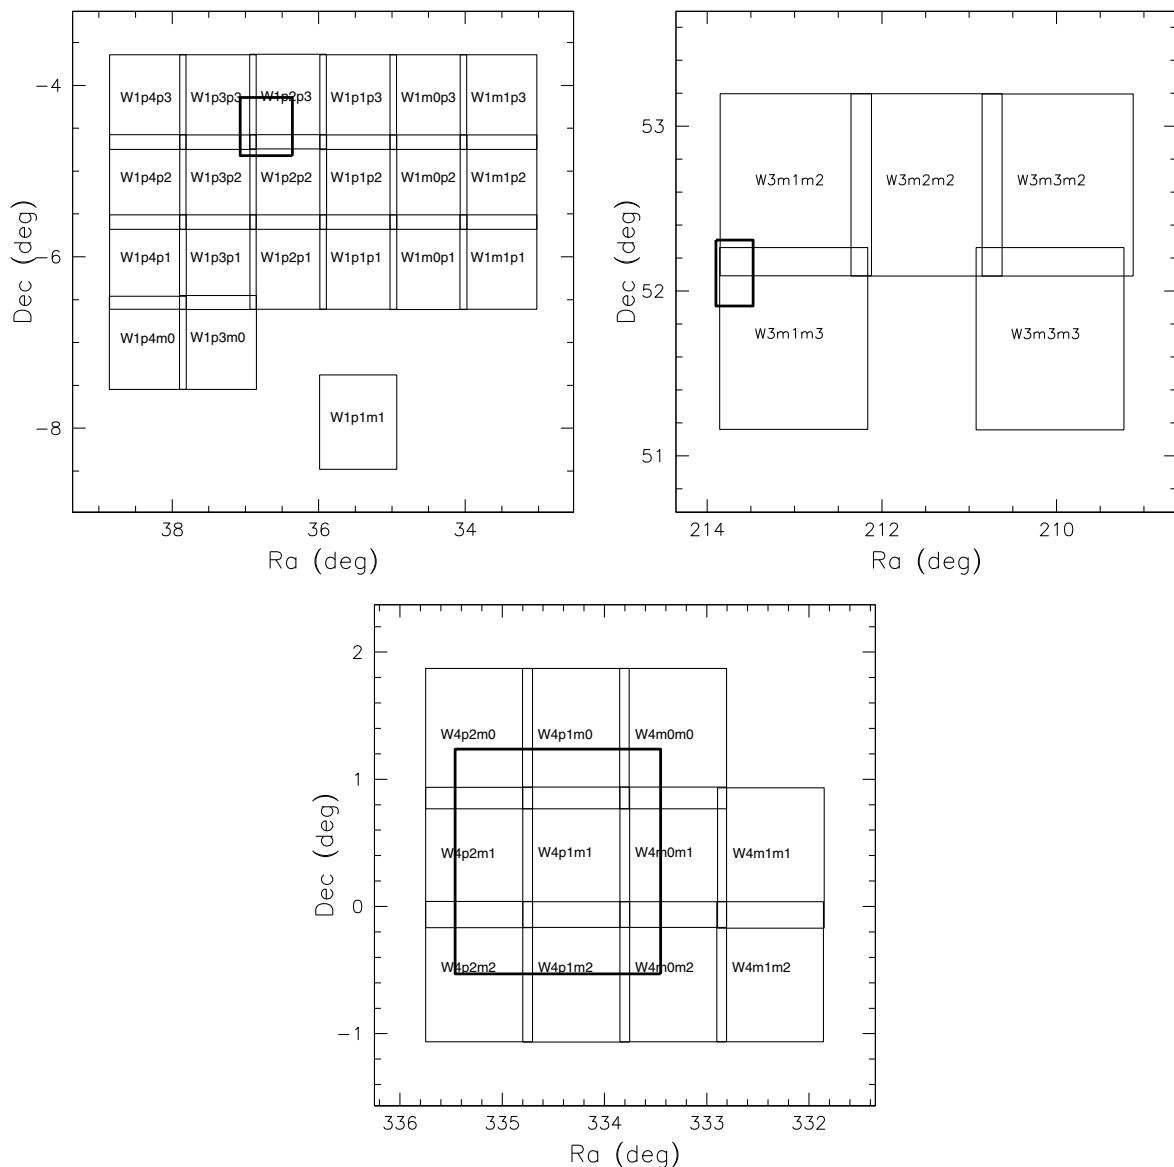 −4
W1p4p3 W1p3p3 W1p2p3 W1p1p3 W1m0p3 W1m1p3
W1p4p2 W1p3p2 W1p2p2 W1p1p2 W1m0p2 W1m1p2
−6
W1p4p1 W1p3p1 W1p2p1 W1p1p1 W1m0p1 W1m1p1
W1p4m0 W1p3m0
−8
W1p1m1
Dec (deg)
38 36 34
Ra (deg)
53
W3m1m2 W3m2m2 W3m3m2
52
W3m1m3 W3m3m3
51
Dec (deg)
214 212 210
Ra (deg)
2
W4p2m0 W4p1m0 W4m0m0
1
W4p2m1 W4p1m1 W4m0m1 W4m1m1
0
W4p2m2 W4p1m2 W4m0m2 W4m1m2
−1
Dec (deg)
336 335 334 333 332
Ra (deg)